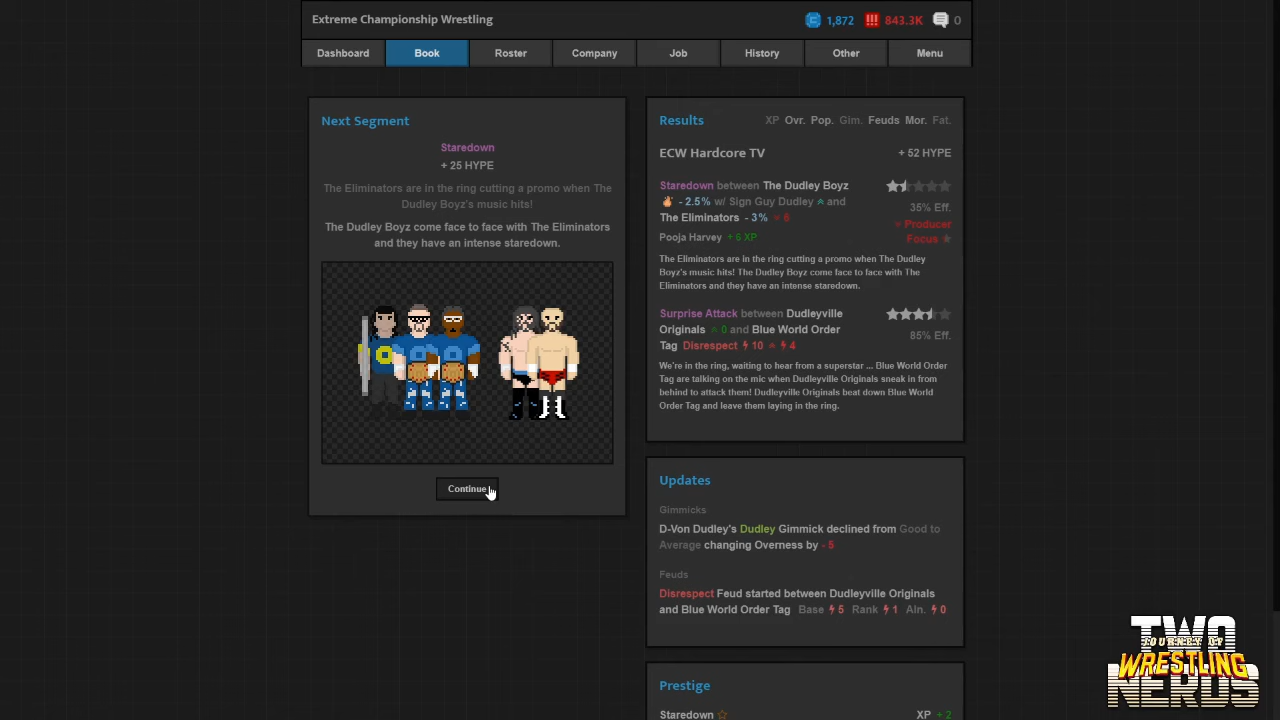 Extreme Championship Wrestling
1,872 843.3K 0
Dashboard Book Roster Company Job History Other Menu
Next Segment
Staredown
+ 25 HYPE
The Eliminators are in the ring cutting a promo when The
Dudley Boyz's music hits!
The Dudley Boyz come face to face with The Eliminators
and they have an intense staredown.
Continue
Results XP Ovr. Pop. Gim. Feuds Mor. Fat.
ECW Hardcore TV + 52 HYPE
Staredown between The Dudley Boyz
- 2.5% w/ Sign Guy Dudley and
The Eliminators - 3% 6
Pooja Harvey + 6 XP
35% Eff.
Producer
Focus
The Eliminators are in the ring cutting a promo when The Dudley
Boyz's music hits! The Dudley Boyz come face to face with The
Eliminators and they have an intense staredown.
Surprise Attack between Dudleyville
Originals 0 and Blue World Order
Tag Disrespect 10 4
85% Eff.
We're in the ring, waiting to hear from a superstar ... Blue World Order
Tag are talking on the mic when Dudleyville Originals sneak in from
behind to attack them! Dudleyville Originals beat down Blue World
Order Tag and leave them laying in the ring.
Updates
Gimmicks
D-Von Dudley's Dudley Gimmick declined from Good to
Average changing Overness by - 5
Feuds
Disrespect Feud started between Dudleyville Originals
and Blue World Order Tag Base 5 Rank 1 Aln. 0
Prestige
Staredown XP + 2
TWO
JOURNEY OF
WRESTLING
NERDS